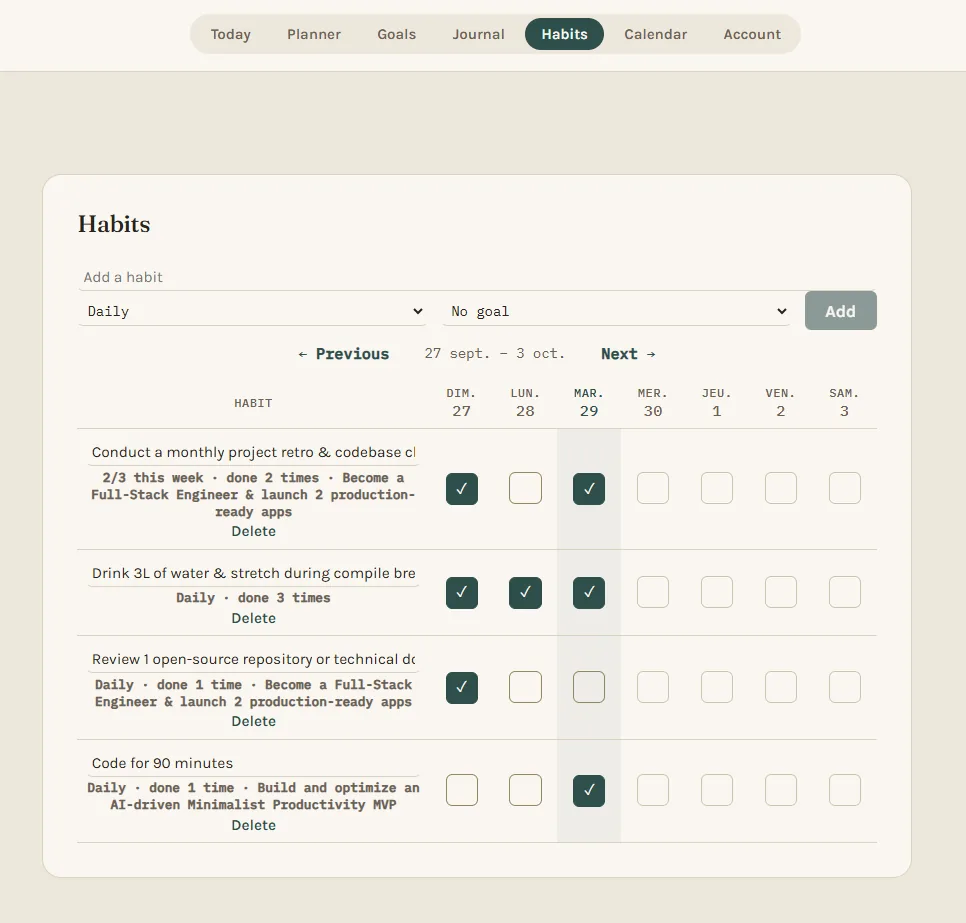 Today Planner Goals Journal Habits Calendar Account
Habits
Add a habit
Daily No goal Add
← Previous 27 sept. – 3 oct. Next →
HABIT DIM. LUN. MAR. MER. JEU. VEN. SAM.
27 28 29 30 1 2 3
Conduct a monthly project retro & codebase
2/3 this week · done 2 times · Become a
Full-Stack Engineer & launch 2 production-
ready apps
Delete
Drink 3L of water & stretch during compile bre
Daily · done 3 times
Delete
Review 1 open-source repository or technical
Daily · done 1 time · Become a Full-Stack
Engineer & launch 2 production-ready apps
Delete
Code for 90 minutes
Daily · done 1 time · Build and optimize an
AI-driven Minimalist Productivity MVP
Delete